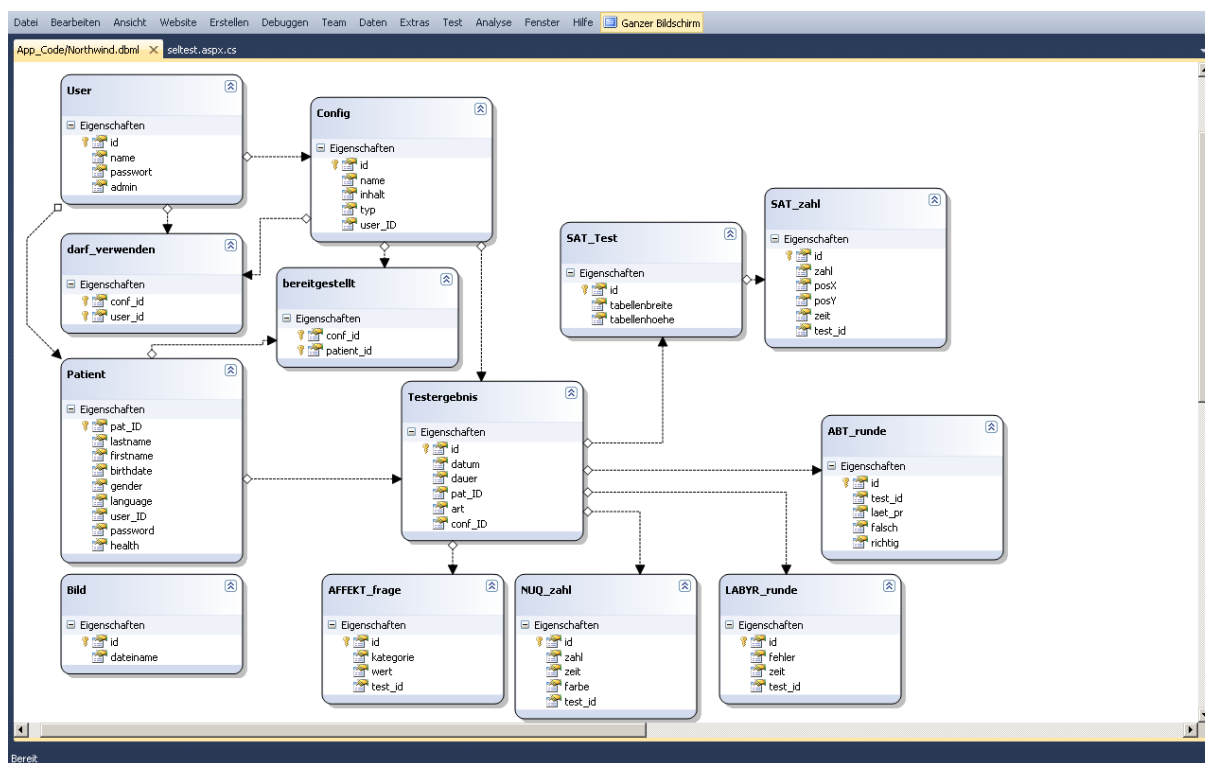 Datei Bearbeiten Ansicht Website Erstellen Debuggen Team Daten Extras Test Analyse Fenster Hilfe Ganzer Bildschirm
App_Code/Northwind.dbml seltest.aspx.cs
User
Eigenschaften
id
name
passwort
admin
Config
Eigenschaften
id
name
inhalt
typ
user_ID
darf_verwenden
Eigenschaften
conf_id
user_id
bereitgestellt
Eigenschaften
conf_id
patient_id
SAT_Test
Eigenschaften
id
tabellenbreite
tabellenhoehe
SAT_zahl
Eigenschaften
id
zahl
posX
posY
zeit
test_id
Patient
Eigenschaften
pat_ID
lastname
firstname
birthdate
gender
language
user_ID
password
health
Testergebnis
Eigenschaften
id
datum
dauer
pat_ID
art
conf_ID
ABT_runde
Eigenschaften
id
test_id
laet_pr
falsch
richtig
Bild
Eigenschaften
id
dateiname
AFFEKT_frage
Eigenschaften
id
kategorie
wert
test_id
NUQ_zahl
Eigenschaften
id
zahl
zeit
farbe
test_id
LABYR_runde
Eigenschaften
id
fehler
zeit
test_id
Bereit